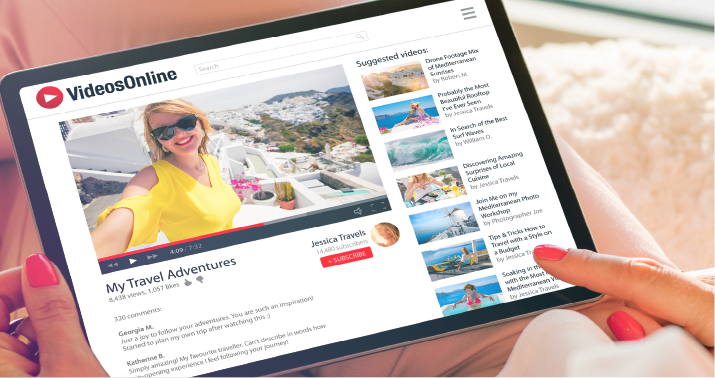 VideosOnline
Search
4:09 / 7:32
My Travel Adventures
8,438 views, 1,057 likes
Jessica Travels
14,490 subscribers
+ SUBSCRIBE
320 comments:
Georgia M.
Just a joy to follow your adventures. You are such an inspiration!
Started to plan my own trip after watching this :)
Katherine B.
Simply amazing! My favourite traveller. Can't describe in words how
opening experience I feel following your journey!
Suggested videos:
Drone Footage Mix
of Mediterranean
Sunrises
by Robert M.
Probably the Most
Beautiful Rooftop
I've Ever Seen
by Jessica Travels
In Search of the Best
Surf Waves
by William O.
Discovering Amazing
Surprises of Local
Cuisine
by Jessica Travels
Join Me on my
Mediterranean Photo
Workshop
by Photographer Joe
Tips & Tricks How to
Travel with a Style on
a Budget
by Jessica
Soaking in
with the Most
Mediterranean
by Jessica Travels